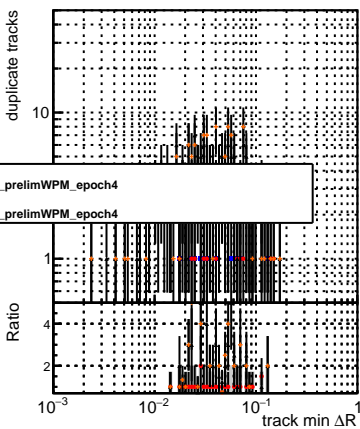 duplicate tracks
10
_prelimWPM_epoch4
_prelimWPM_epoch4
1
Ratio
4
2
10⁻³ 10⁻² 10⁻¹ 1
track min ΔR